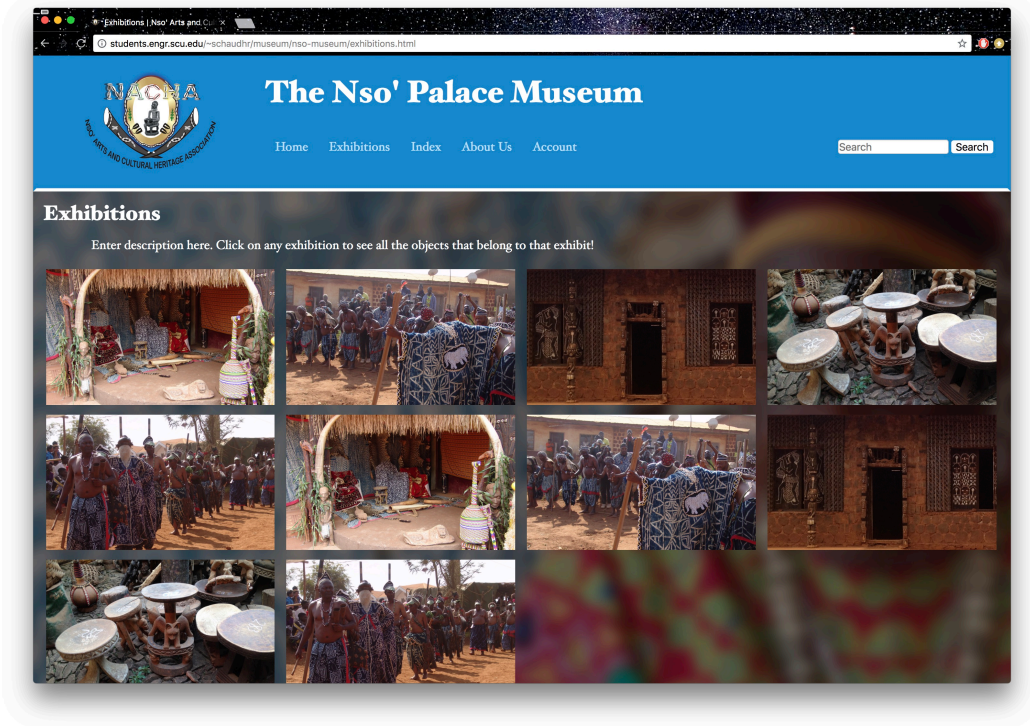 Exhibitions | Nso' Arts and Cul
students.engr.scu.edu/~schaudhr/museum/nso-museum/exhibitions.html
NACHA
NSO' ARTS AND CULTURAL HERITAGE ASSOCIATION
The Nso' Palace Museum
Home Exhibitions Index About Us Account
Search Search
Exhibitions
Enter description here. Click on any exhibition to see all the objects that belong to that exhibit!